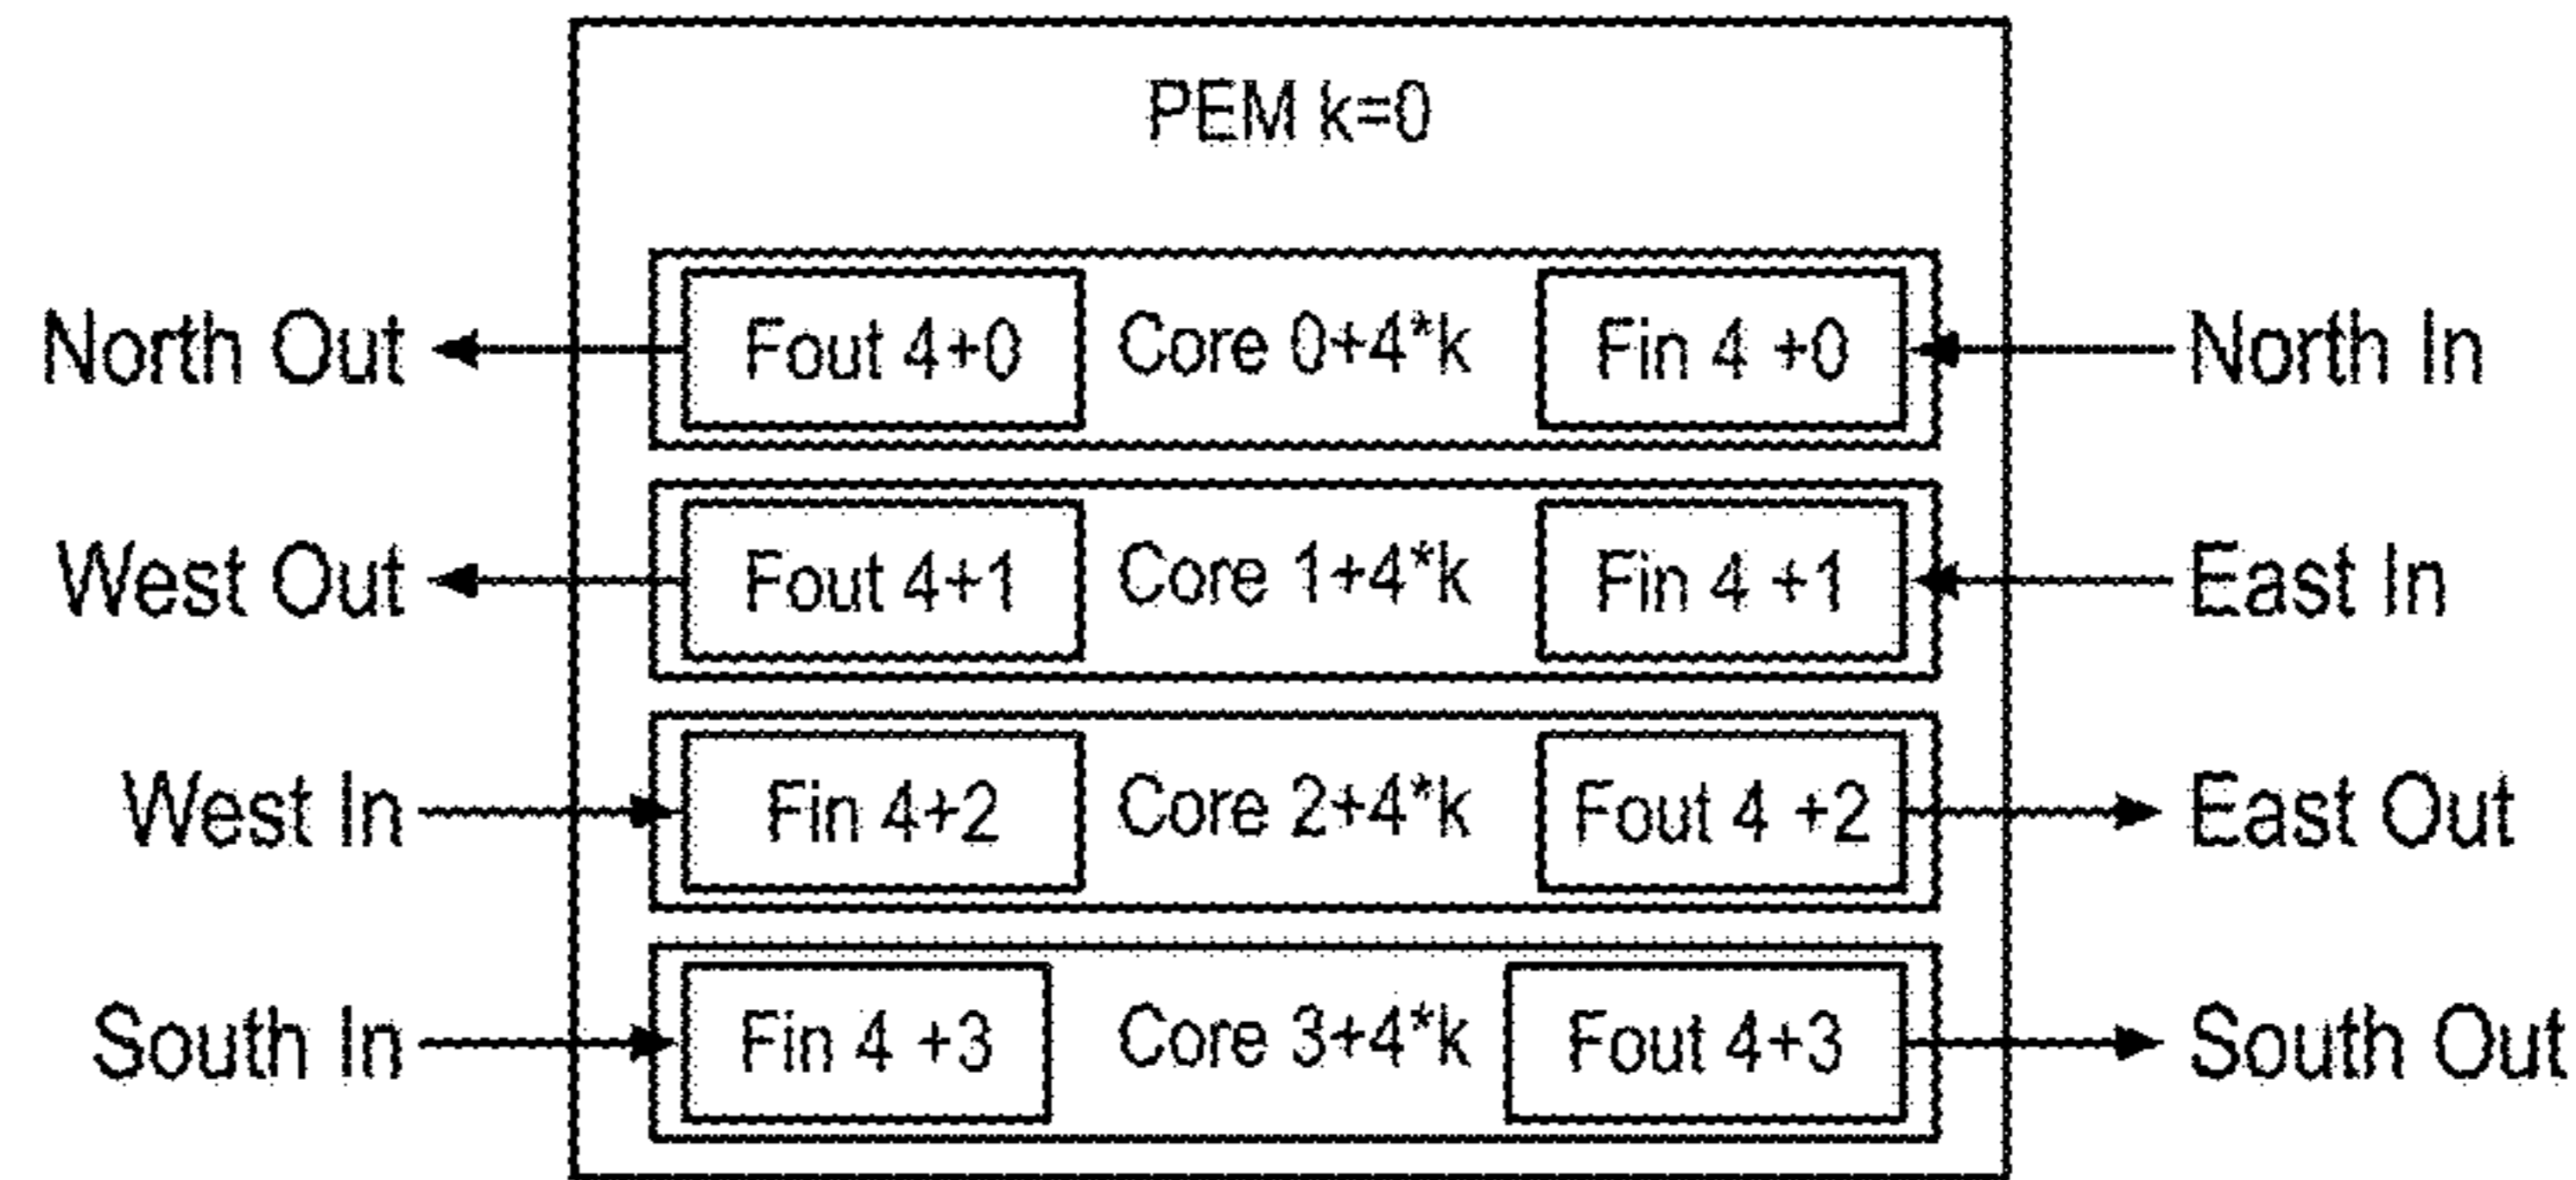 PEM k=0
North Out Fout 4+0 Core 0+4*k Fin 4 +0 North In
West Out Fout 4+1 Core 1+4*k Fin 4 +1 East In
West In Fin 4+2 Core 2+4*k Fout 4 +2 East Out
South In Fin 4 +3 Core 3+4*k Fout 4+3 South Out